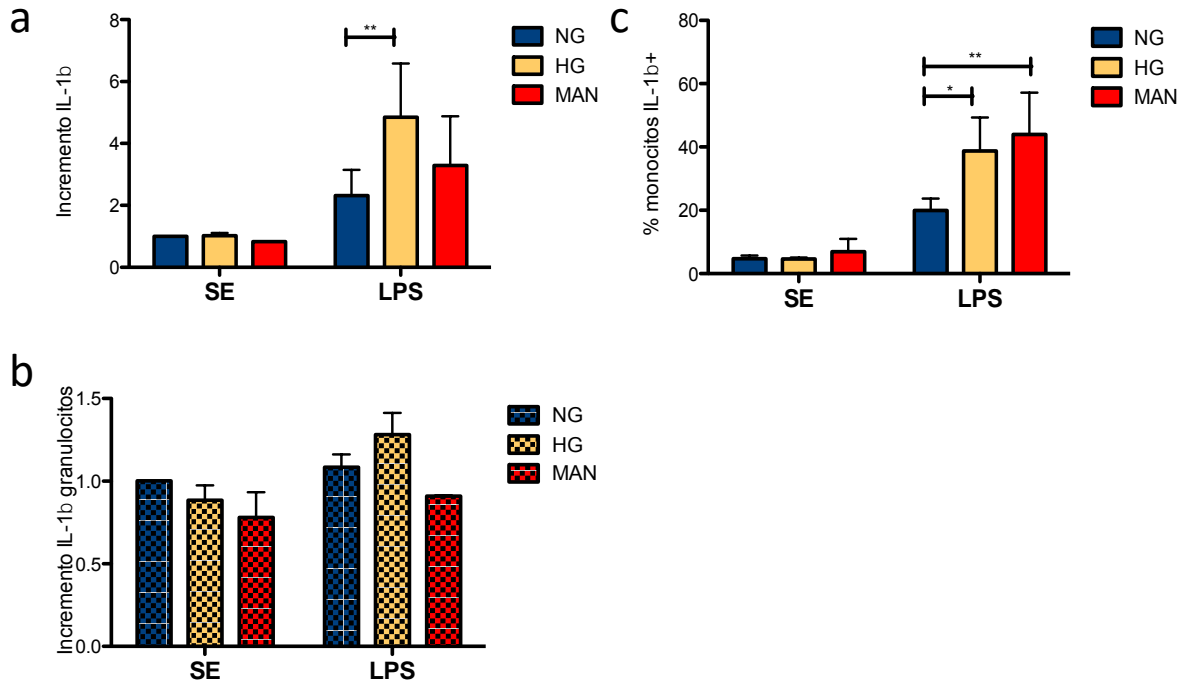 a
Incremento IL-1b
8
6
4
2
0
**
SE
LPS
NG
HG
MAN
c
% monocitos IL-1b+
80
60
40
20
0
**
*
SE
LPS
NG
HG
MAN
b
Incremento IL-1b granulocitos
1.5
1.0
0.5
0.0
SE
LPS
NG
HG
MAN